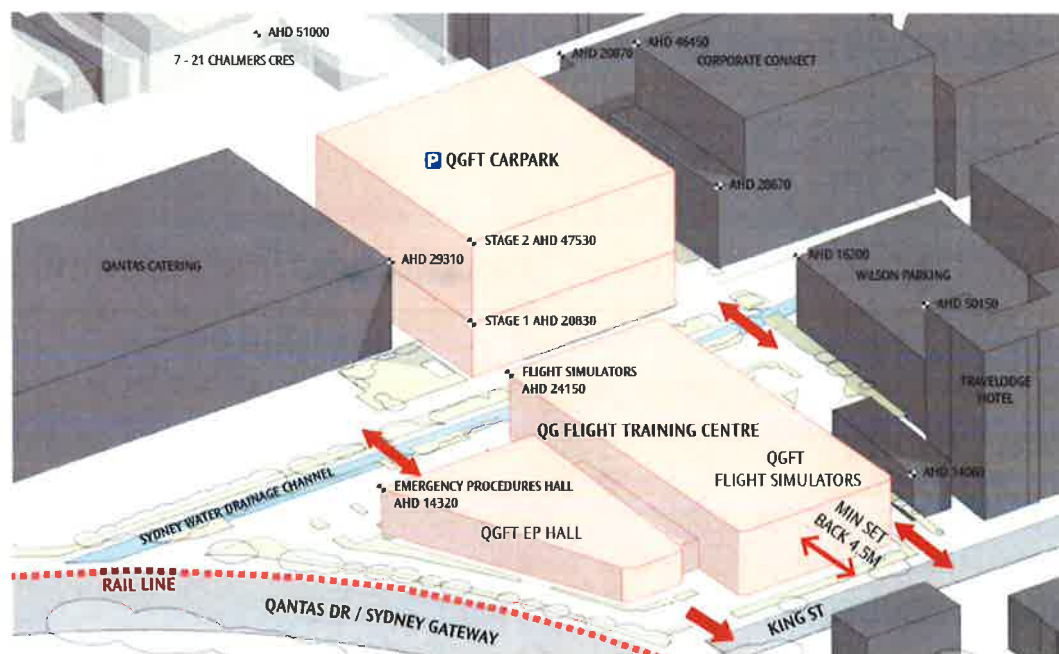 AHD 51000
7 - 21 CHALMERS CRES
AHD 20870
AHD 46450
CORPORATE CONNECT
P QGFT CARPARK
AHD 28670
STAGE 2 AHD 47530
AHD 29310
QANTAS CATERING
AHD 16200
WILSON PARKING
AHD 50150
STAGE 1 AHD 20830
FLIGHT SIMULATORS
AHD 24150
TRAVELODGE
HOTEL
QG FLIGHT TRAINING CENTRE
QGFT
FLIGHT SIMULATORS
AHD 14060
EMERGENCY PROCEDURES HALL
AHD 14320
QGFT EP HALL
MIN SET
BACK 4.5M
SYDNEY WATER DRAINAGE CHANNEL
RAIL LINE
QANTAS DR / SYDNEY GATEWAY
KING ST